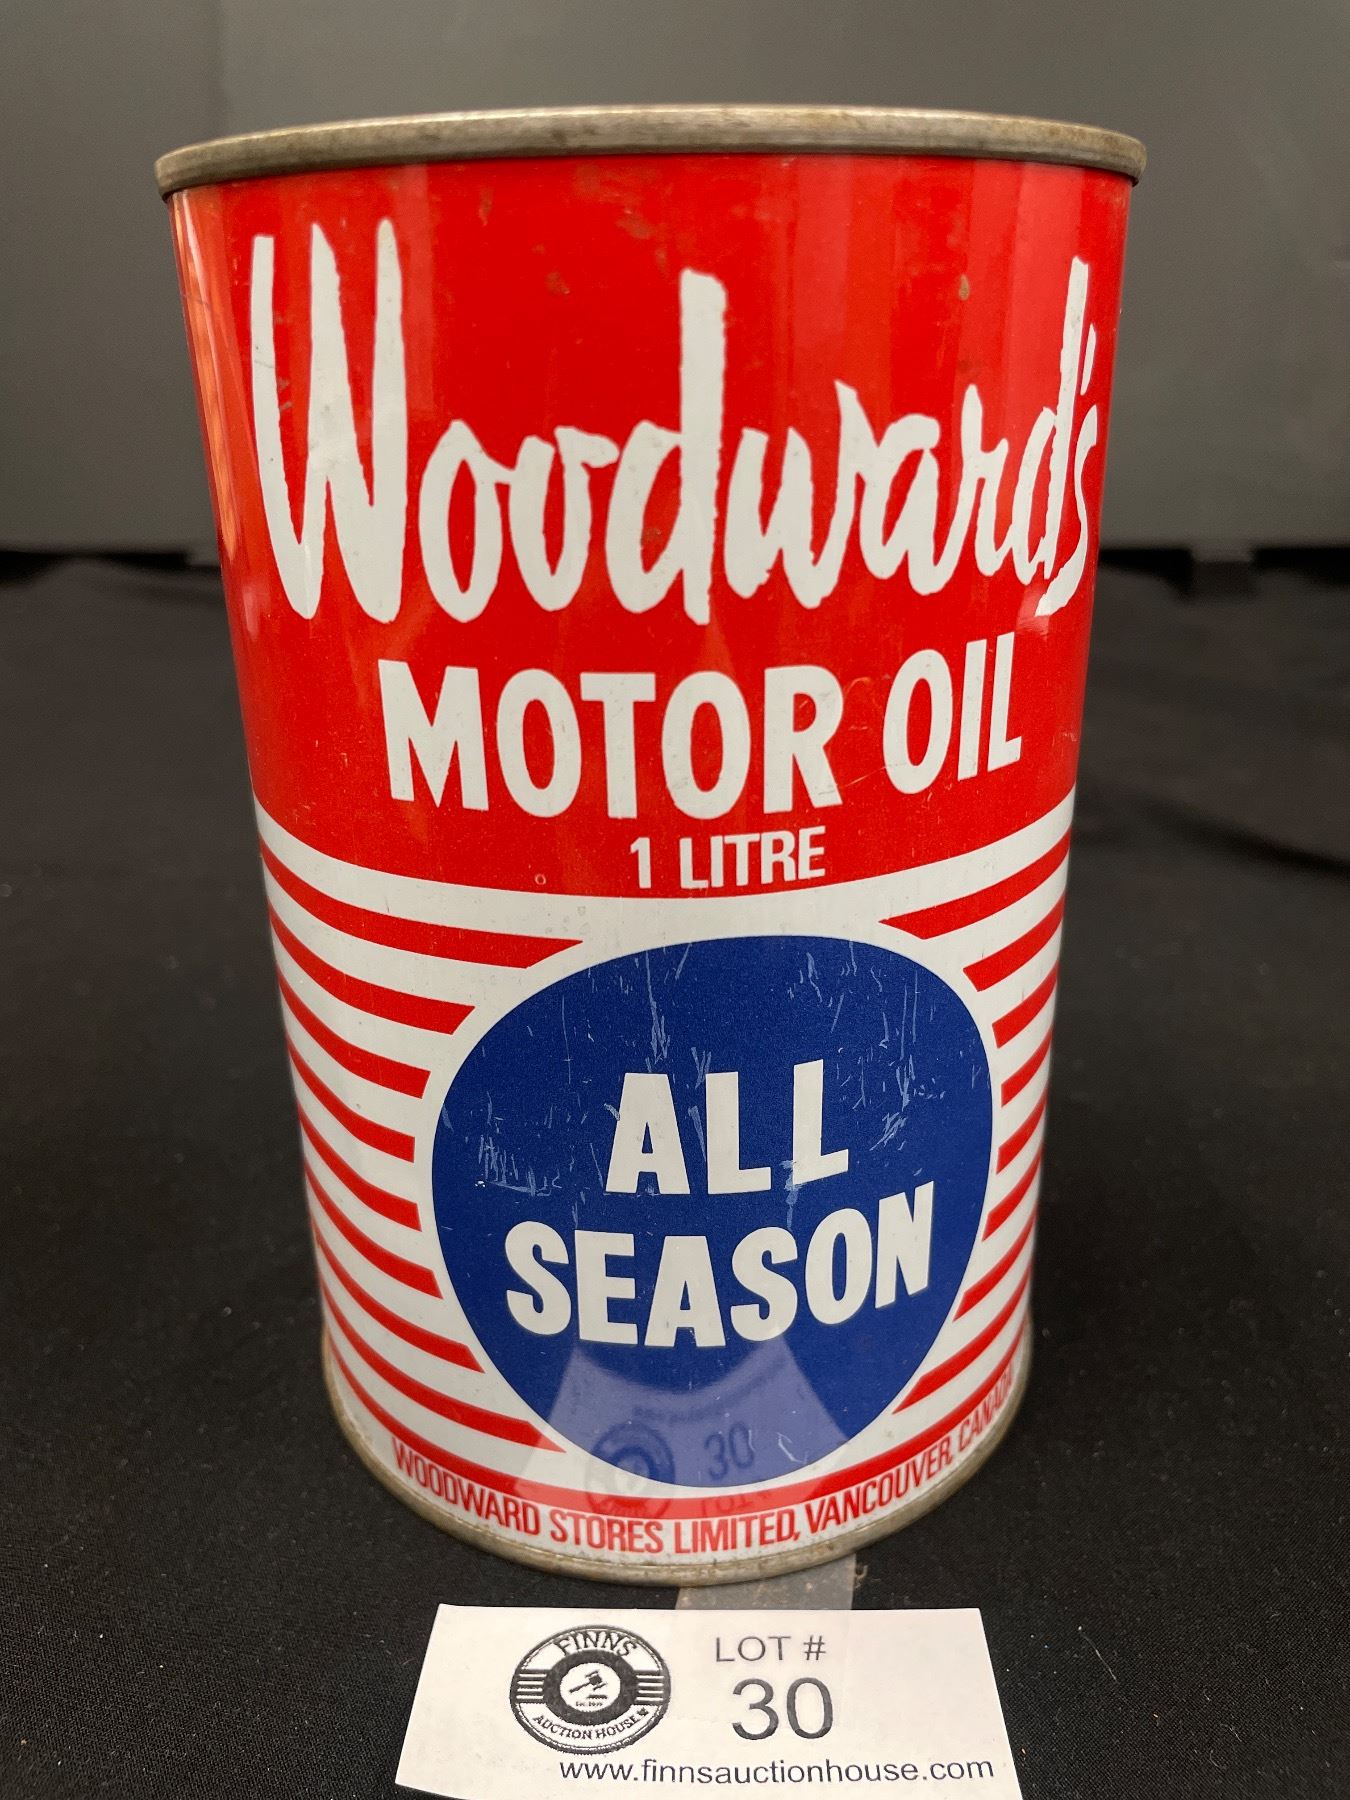 Woodward's
MOTOR OIL
1 LITRE
ALL
SEASON
WOODWARD STORES LIMITED, VANCOUVER, CANADA
FINNS
AUCTION HOUSE
LOT #
30
www.finnsauctionhouse.com